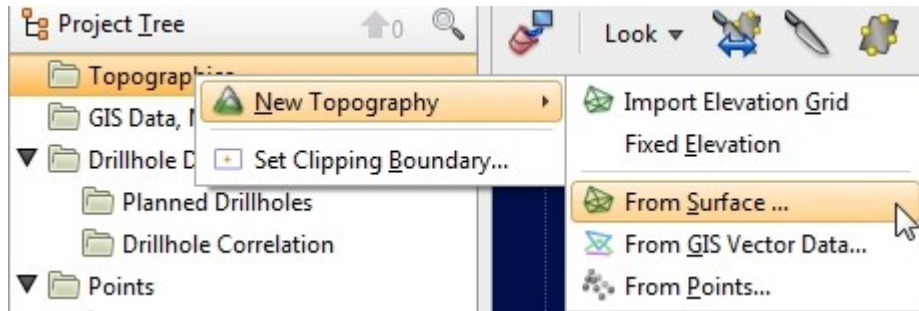 Project Tree
0
Look
Topographies
New Topography
Import Elevation Grid
GIS Data,
Fixed Elevation
Drillhole D
Set Clipping Boundary...
Planned Drillholes
From Surface ...
Drillhole Correlation
From GIS Vector Data...
Points
From Points...